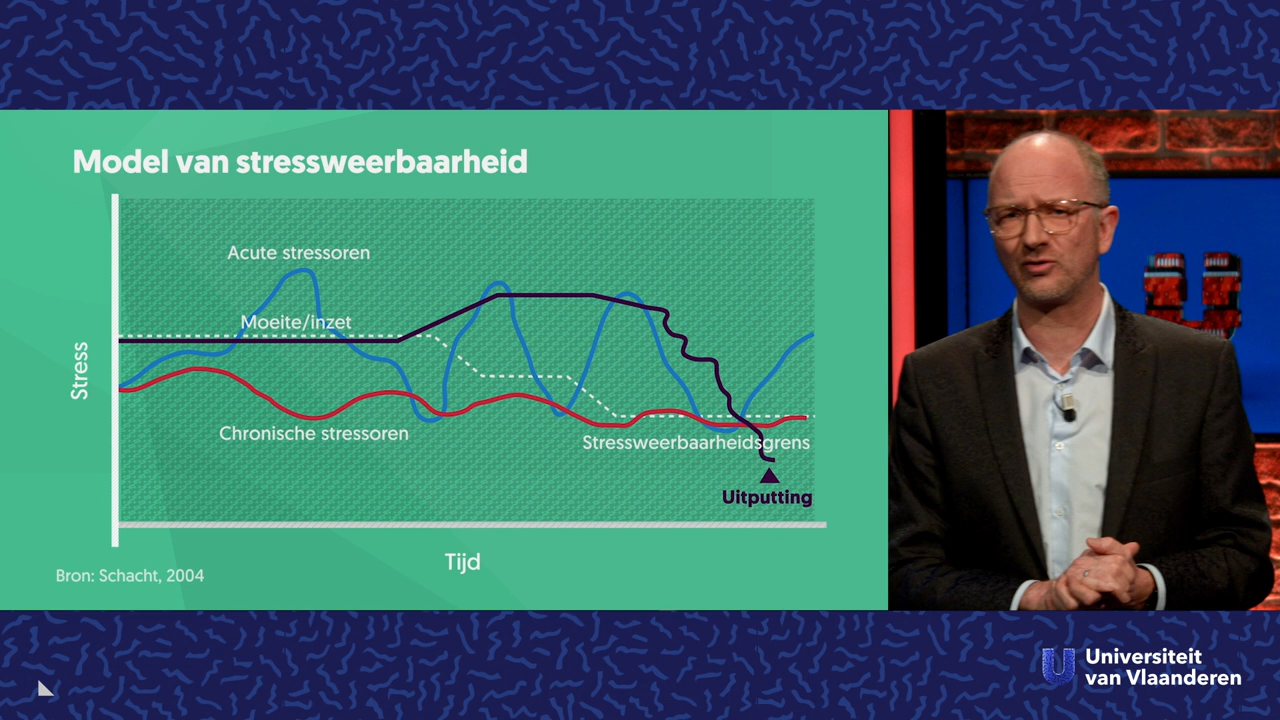 Model van stressweerbaarheid
Acute stressoren
Moeite/inzet
Stress
Chronische stressoren
Stressweerbaarheidsgrens
Uitputting
Tijd
Bron: Schacht, 2004
U
Universiteit
van Vlaanderen